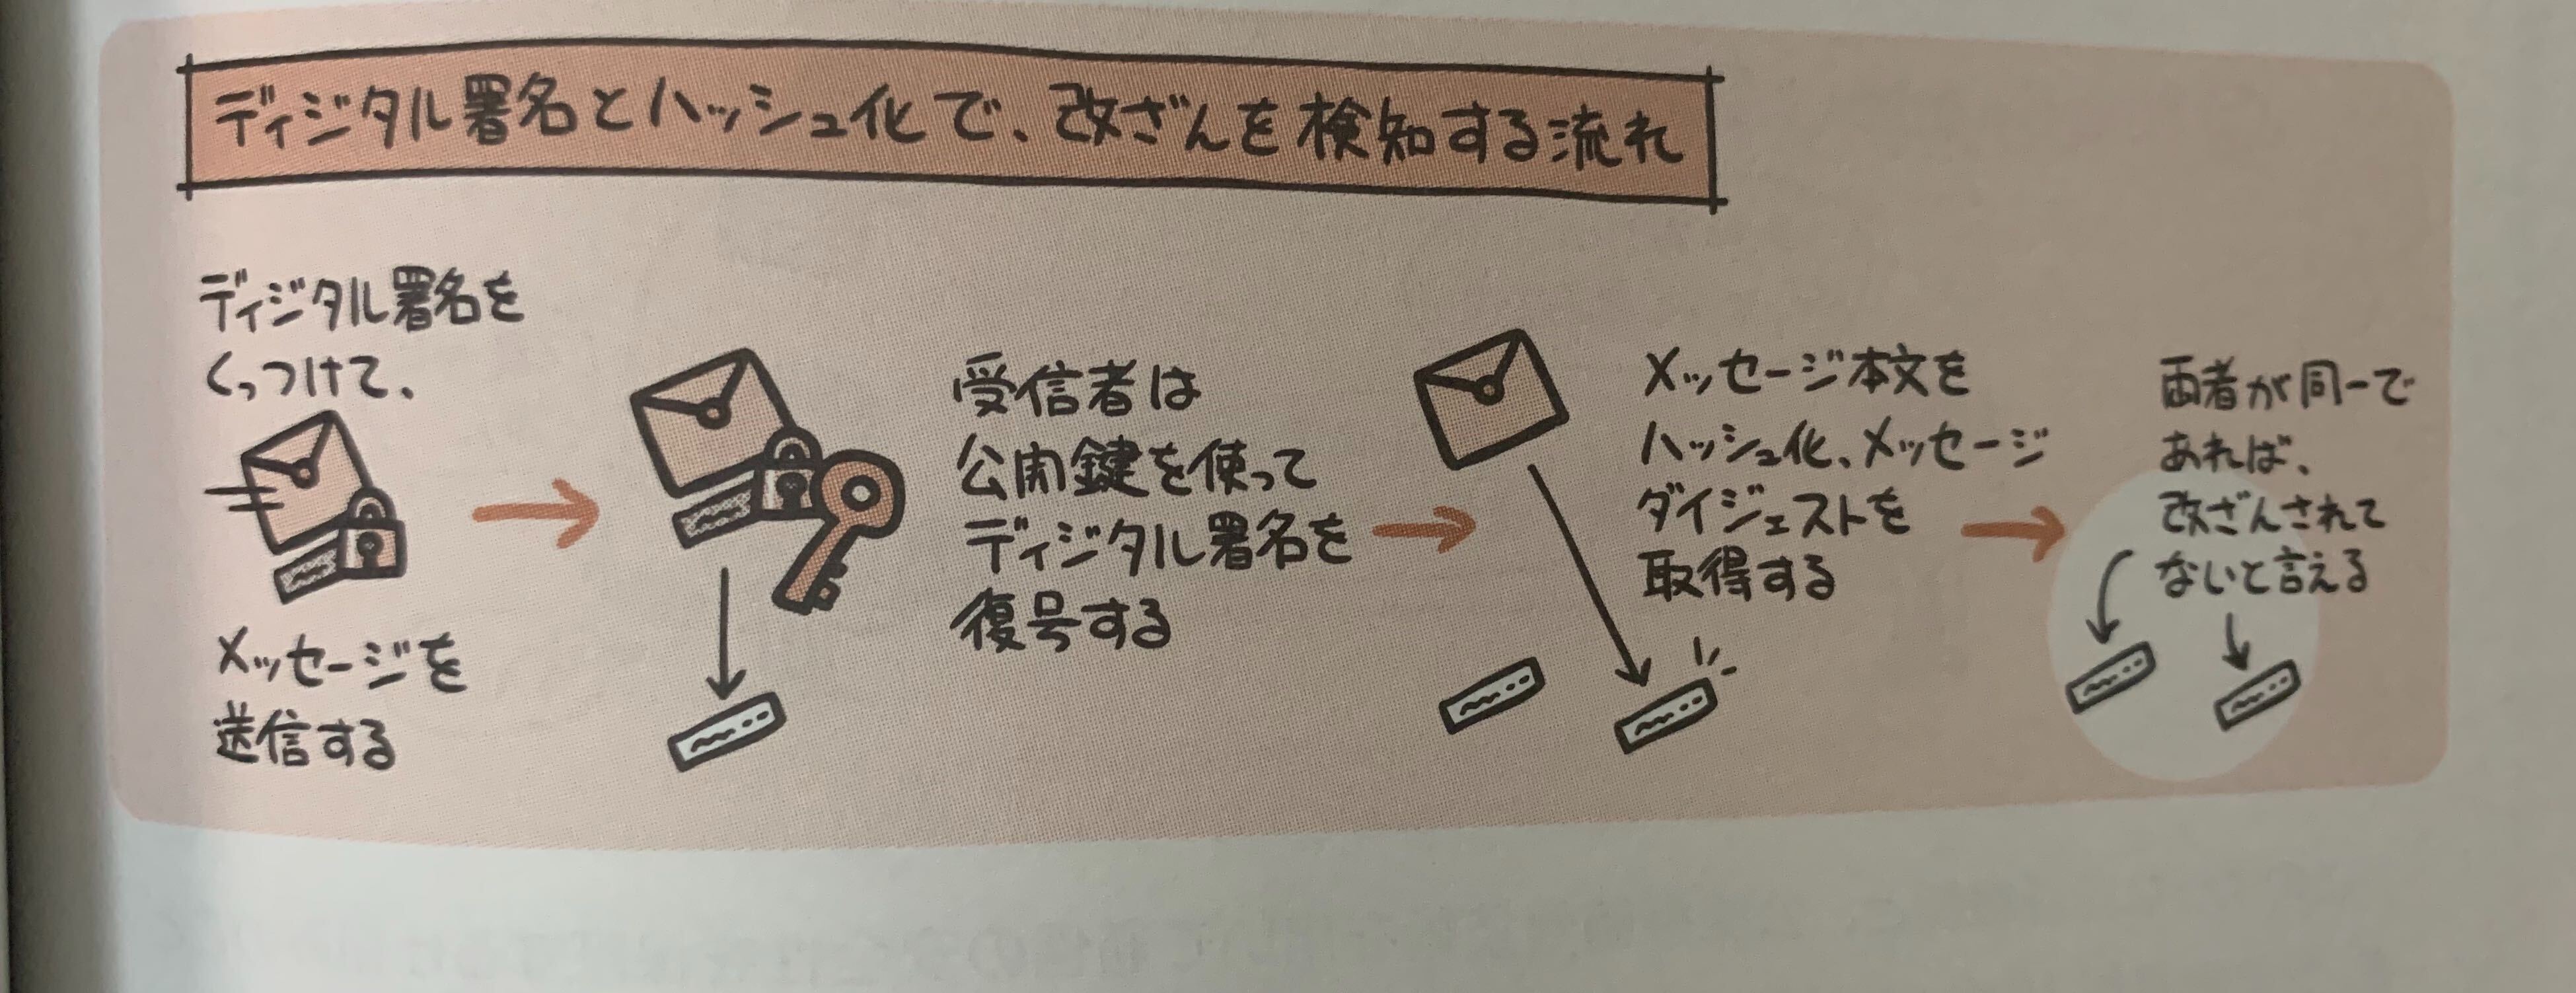 ディジタル署名とハッシュ化で、改ざんを検知する流れ
ディジタル署名を
くっつけて、
メッセージを
送信する
受信者は
公開鍵を使って
ディジタル署名を
復号する
メッセージ本文を
ハッシュ化、メッセージ
ダイジェストを
取得する
両者が同一で
あれば、
改ざんされて
ないと言える